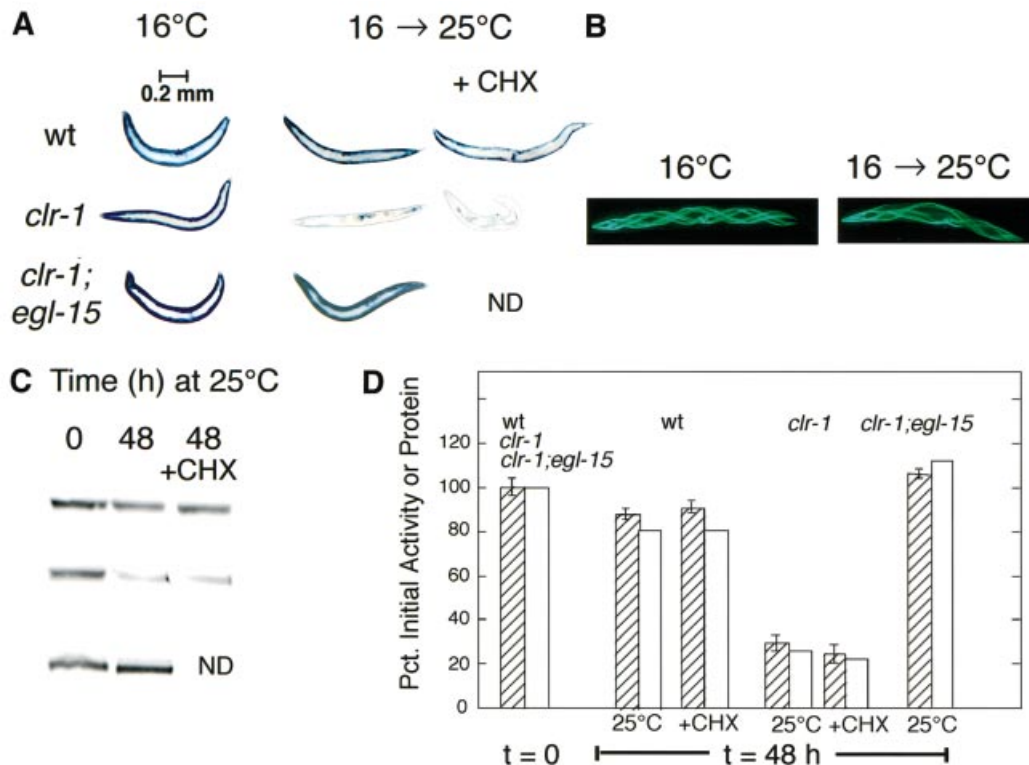 A
16°C
16 → 25°C
0.2 mm
+ CHX
wt
clr-1
clr-1;
egl-15
ND
B
16°C
16 → 25°C
C Time (h) at 25°C
0 48 48
+CHX
ND
D
Pct. Initial Activity or Protein
120
100
80
60
40
20
0
wt
clr-1
clr-1;egl-15
wt
clr-1
clr-1;egl-15
25°C +CHX 25°C +CHX 25°C
t = 0 t = 48 h